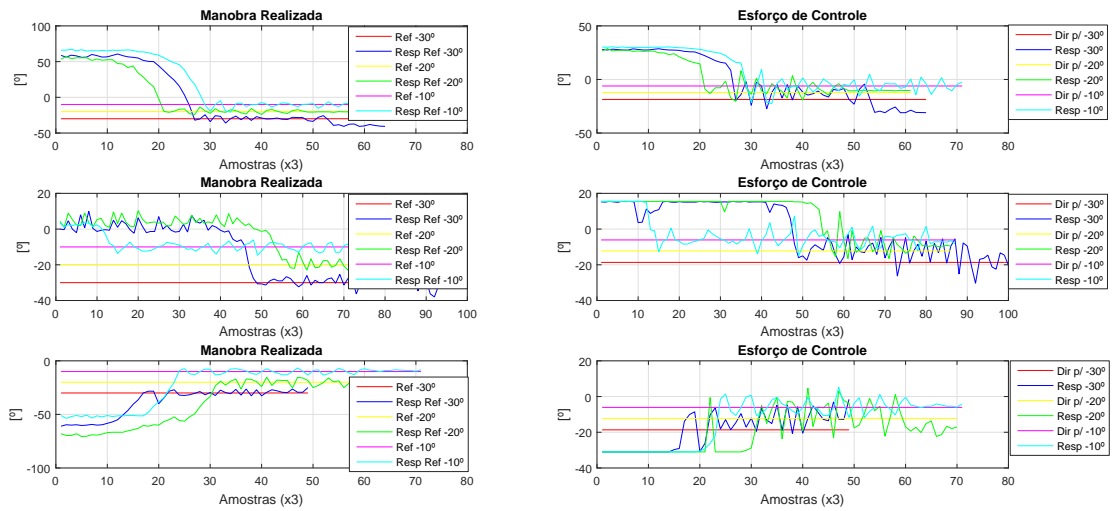 Manobra Realizada
100
50
0
-50
[º]
0 10 20 30 40 50 60 70 80
Amostras (x3)
Ref -30º
Resp Ref -30º
Ref -20º
Resp Ref -20º
Ref -10º
Resp Ref -10º
Esforço de Controle
50
0
50
[º]
0 10 20 30 40 50 60 70 80
Amostras (x3)
Dir p/ -30º
Resp -30º
Dir p/ -20º
Resp -20º
Dir p/ -10º
Resp -10º
Manobra Realizada
20
0
-20
-40
[º]
0 10 20 30 40 50 60 70 80 90 100
Amostras (x3)
Ref -30º
Resp Ref -30º
Ref -20º
Resp Ref -20º
Ref -10º
Resp Ref -10º
Esforço de Controle
20
0
-20
-40
[º]
0 10 20 30 40 50 60 70 80 90 100
Amostras (x3)
Dir p/ -30º
Resp -30º
Dir p/ -20º
Resp -20º
Dir p/ -10º
Resp -10º
Manobra Realizada
0
-50
-100
[º]
0 10 20 30 40 50 60 70 80
Amostras (x3)
Ref -30º
Resp Ref -30º
Ref -20º
Resp Ref -20º
Ref -10º
Resp Ref -10º
Esforço de Controle
20
0
-20
-40
[º]
0 10 20 30 40 50 60 70 80
Amostras (x3)
Dir p/ -30º
Resp -30º
Dir p/ -20º
Resp -20º
Dir p/ -10º
Resp -10º